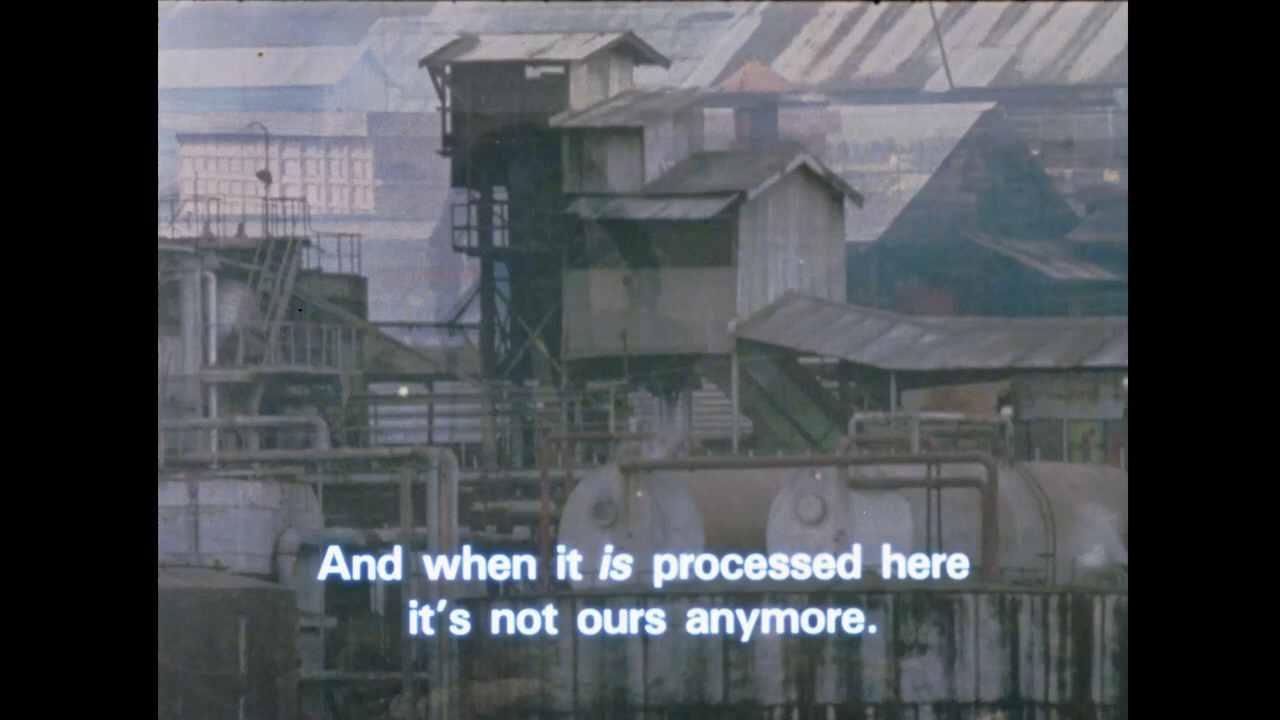 And when it is processed here
it's not ours anymore.